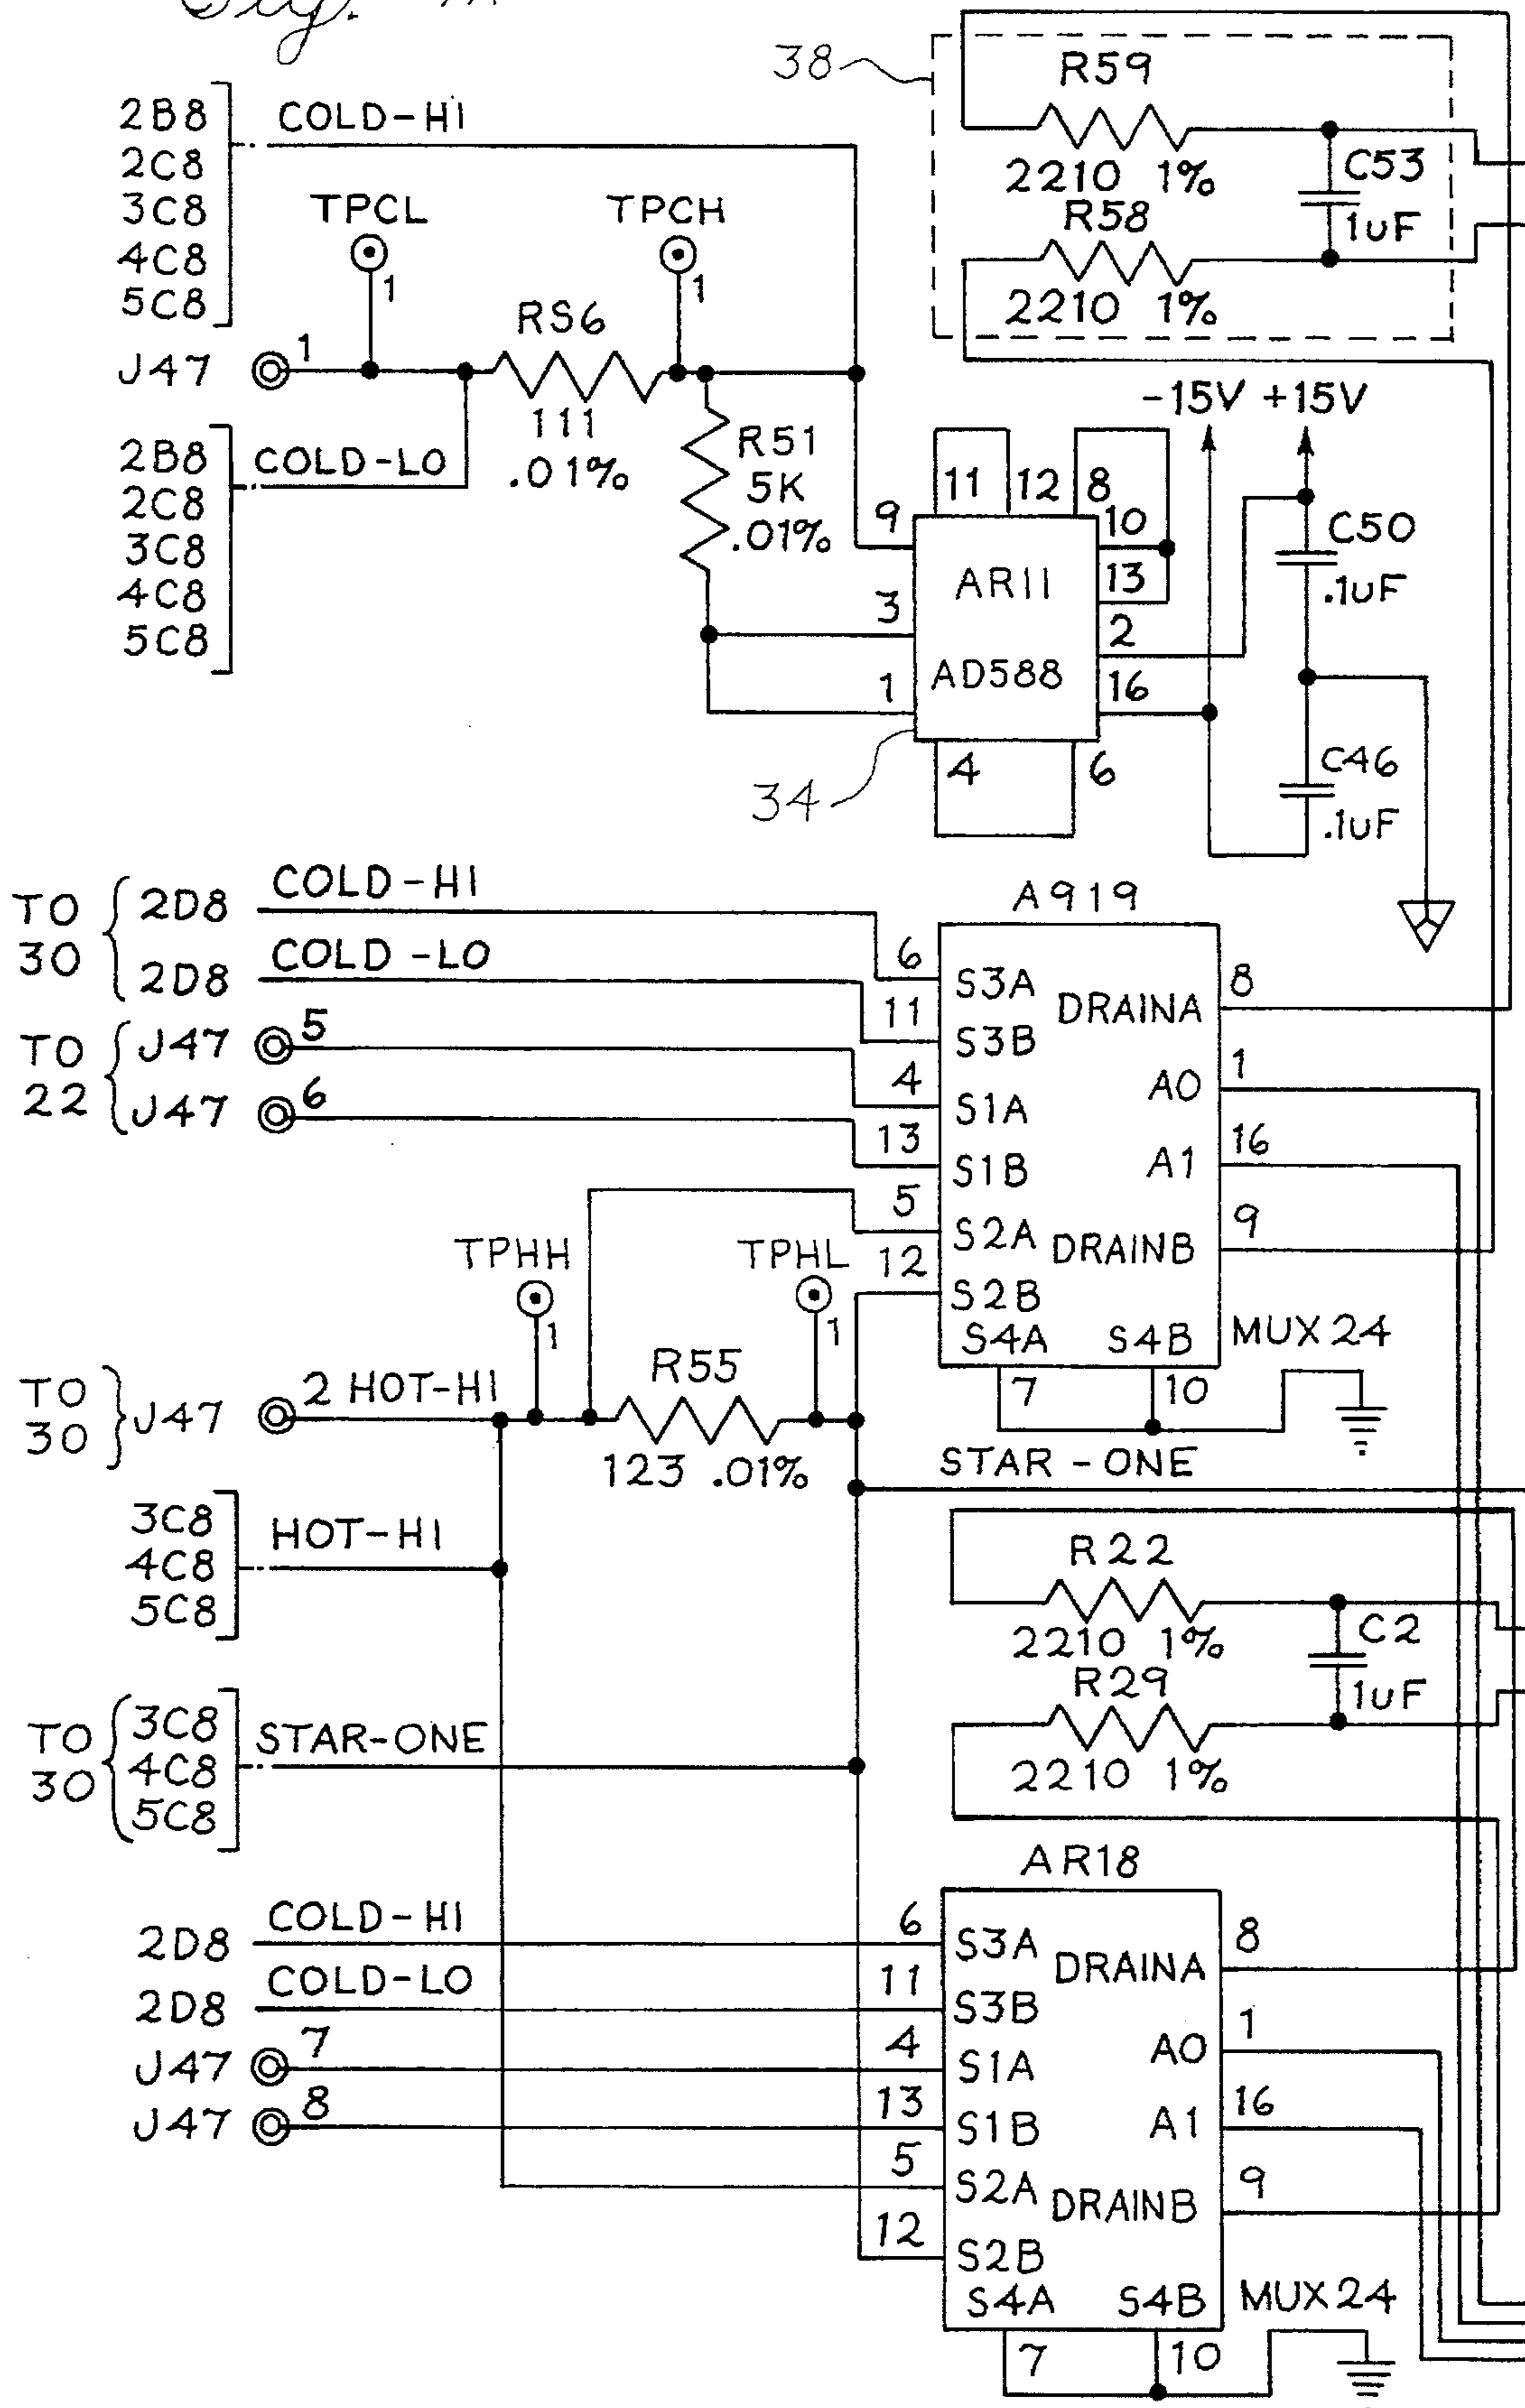 Fig.
38
R59
2210 1%
C53
1uF
R58
2210 1%
2B8
2C8
3C8
4C8
5C8
COLD-HI
TPCL
1
TPCH
1
J47
1
RS6
111
.01%
2B8
2C8
3C8
4C8
5C8
COLD-LO
R51
5K
.01%
-15V +15V
11 12 8
9
10
13
3
2
1
16
AR11
AD588
4 6
34
C50
.1uF
C46
.1uF
TO
30
2D8
COLD-HI
2D8
COLD-LO
TO
22
J47
5
J47
6
A919
6
S3A
11
S3B
4
S1A
13
S1B
5
S2A
12
S2B
DRAINA
8
A0
1
A1
16
DRAINB
9
S4A S4B
MUX24
7 10
TPHH
1
TPHL
1
TO
30
J47
2 HOT-HI
R55
123 .01%
STAR-ONE
3C8
4C8
5C8
HOT-HI
R22
2210 1%
C2
1uF
R29
2210 1%
TO
30
3C8
4C8
5C8
STAR-ONE
AR18
2D8
COLD-HI
2D8
COLD-LO
J47
7
J47
8
6
S3A
11
S3B
4
S1A
13
S1B
5
S2A
12
S2B
DRAINA
8
A0
1
A1
16
DRAINB
9
S4A S4B
MUX24
7 10